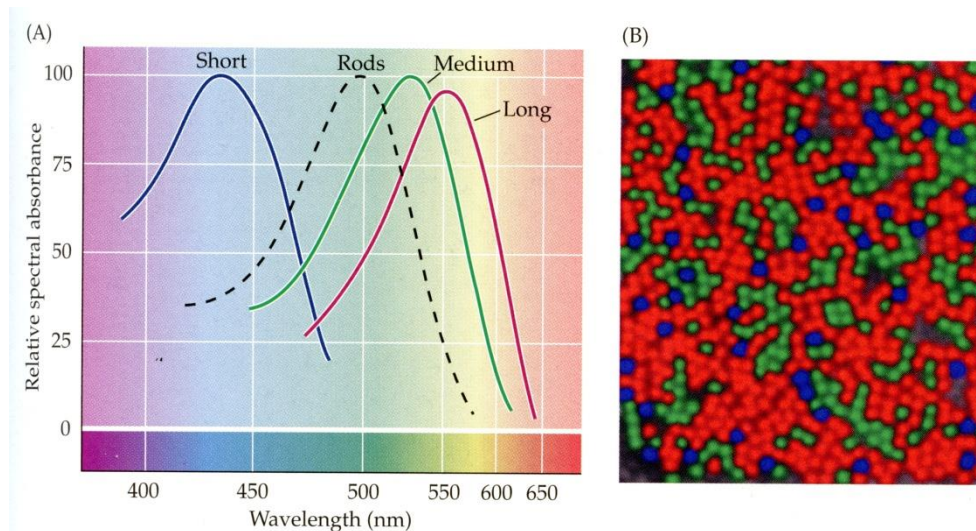 (A)
Short
Rods
Medium
Long
100
75
50
25
0
Relative spectral absorbance
400
450
500
550
600
650
Wavelength (nm)
(B)